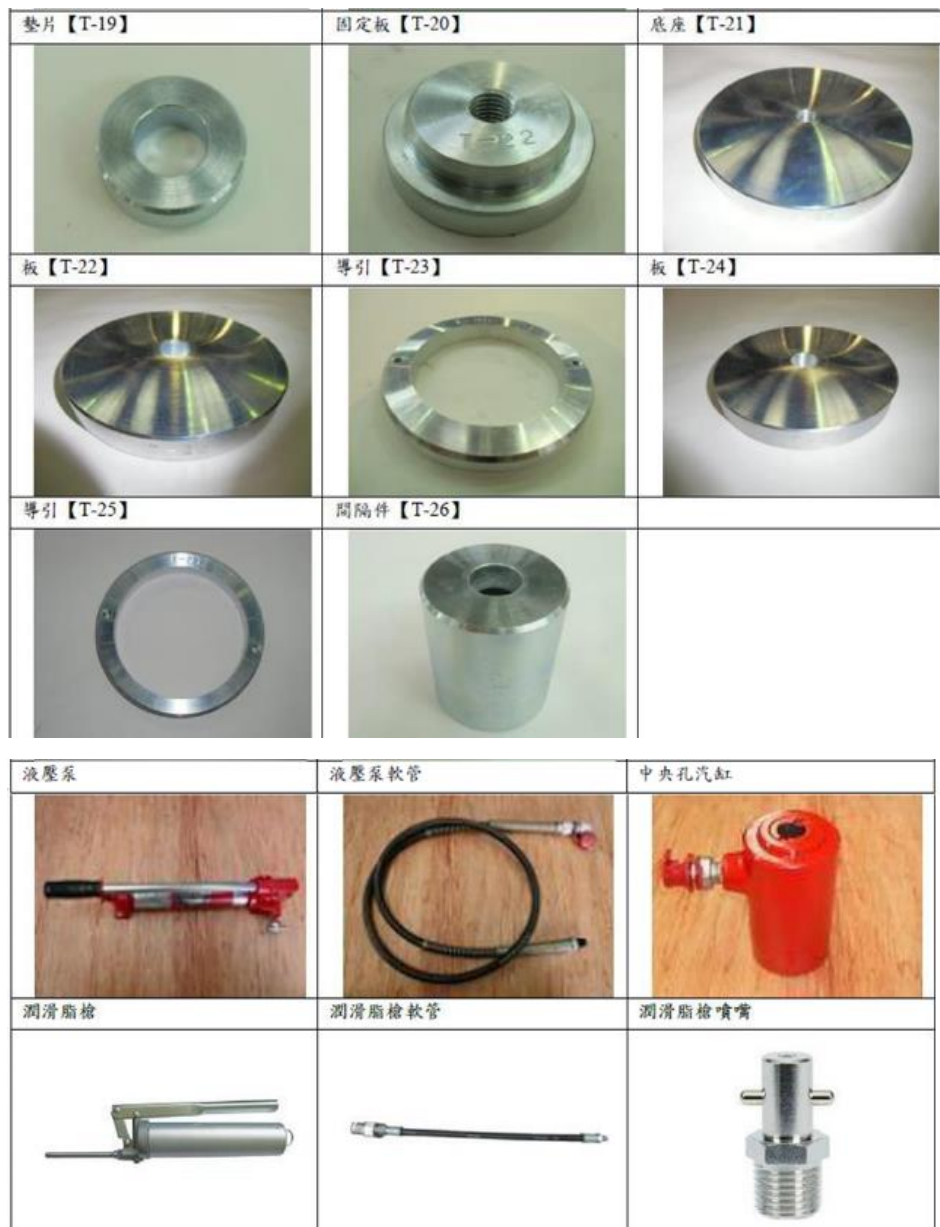 墊片【T-19】
固定板【T-20】
底座【T-21】
T-22
板【T-22】
導引【T-23】
板【T-24】
導引【T-25】
間隔件【T-26】
液壓泵
液壓泵軟管
中央孔汽缸
潤滑脂槍
潤滑脂槍軟管
潤滑脂槍噴嘴